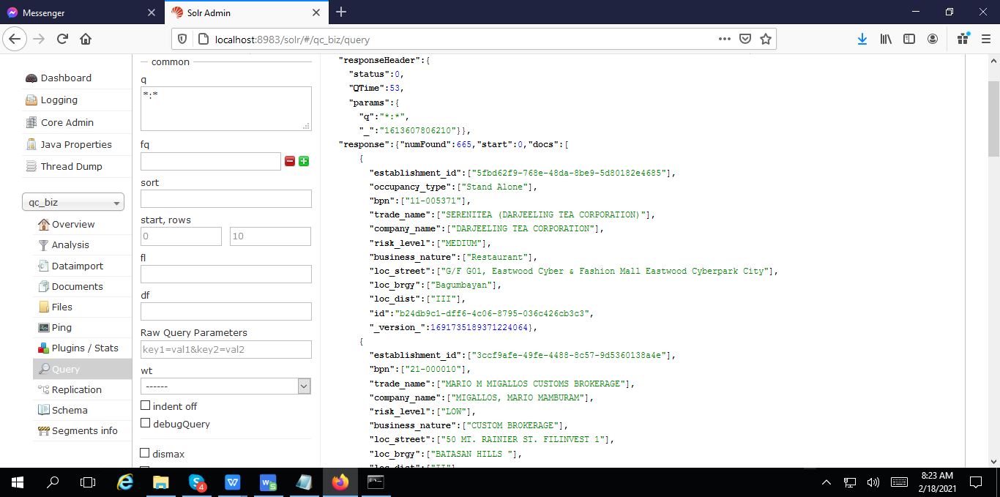 Messenger
Solr Admin
localhost:8983/solr/#/qc_biz/query
Dashboard
Logging
Core Admin
Java Properties
Thread Dump
qc_biz
Overview
Analysis
Dataimport
Documents
Files
Ping
Plugins / Stats
Query
Replication
Schema
Segments info
common
q
*:*
fq
sort
start, rows
0
10
fl
df
Raw Query Parameters
key1=val1&key2=val2
wt
------
indent off
debugQuery
dismax
"responseHeader":{
"status":0,
"QTime":53,
"params":{
"q":"*:*",
"_":"1613607806210"}},
"response":{"numFound":665,"start":0,"docs":[
{
"establishment_id":["5fbd62f9-768e-48da-8be9-5d80182e4685"],
"occupancy_type":["Stand Alone"],
"bpn":["11-005371"],
"trade_name":["SERENITEA (DARJEELING TEA CORPORATION)"],
"company_name":["DARJEELING TEA CORPORATION"],
"risk_level":["MEDIUM"],
"business_nature":["Restaurant"],
"loc_street":["G/F G01, Eastwood Cyber & Fashion Mall Eastwood Cyberpark City"],
"loc_brgy":["Bagumbayan"],
"loc_dist":["III"],
"id":"b24db9c1-dff6-4c06-8795-036c426cb3c3",
"_version_":1691735189371224064},
{
"establishment_id":["3ccf9afe-49fe-4488-8c57-9d5360138a4e"],
"bpn":["21-000010"],
"trade_name":["MARIO M MIGALLOS CUSTOMS BROKERAGE"],
"company_name":["MIGALLOS, MARIO MAMBURAM"],
"risk_level":["LOW"],
"business_nature":["CUSTOM BROKERAGE"],
"loc_street":["50 MT. RAINIER ST. FILINVEST 1"],
"loc_brgy":["BATASAN HILLS "],
"loc_dist":["II"],
4
8:23 AM
2/18/2021